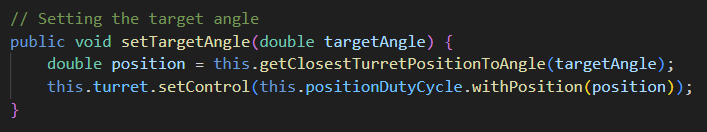 // Setting the target angle
public void setTargetAngle(double targetAngle) {
    double position = this.getClosestTurretPositionToAngle(targetAngle);
    this.turret.setControl(this.positionDutyCycle.withPosition(position));
}